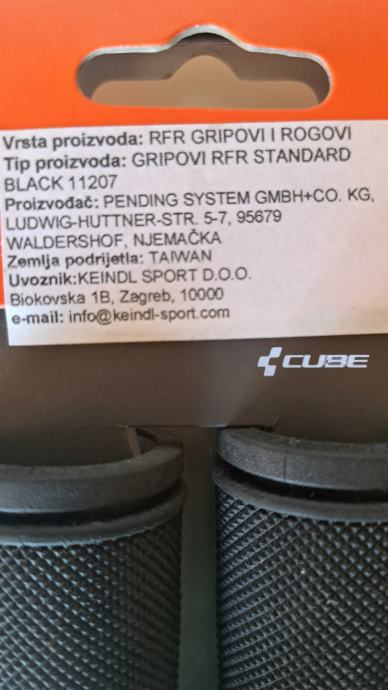 Vrsta proizvoda: RFR GRIPOVI I ROGOVI
Tip proizvoda: GRIPOVI RFR STANDARD
BLACK 11207
Proizvođač: PENDING SYSTEM GMBH+CO. KG,
LUDWIG-HUTTNER-STR. 5-7, 95679
WALDERSHOF, NJEMAČKA
Zemlja podrijetla: TAIWAN
Uvoznik:KEINDL SPORT D.O.O.
Biokovska 1B, Zagreb, 10000
e-mail: info@keindl-sport.com
CUBE